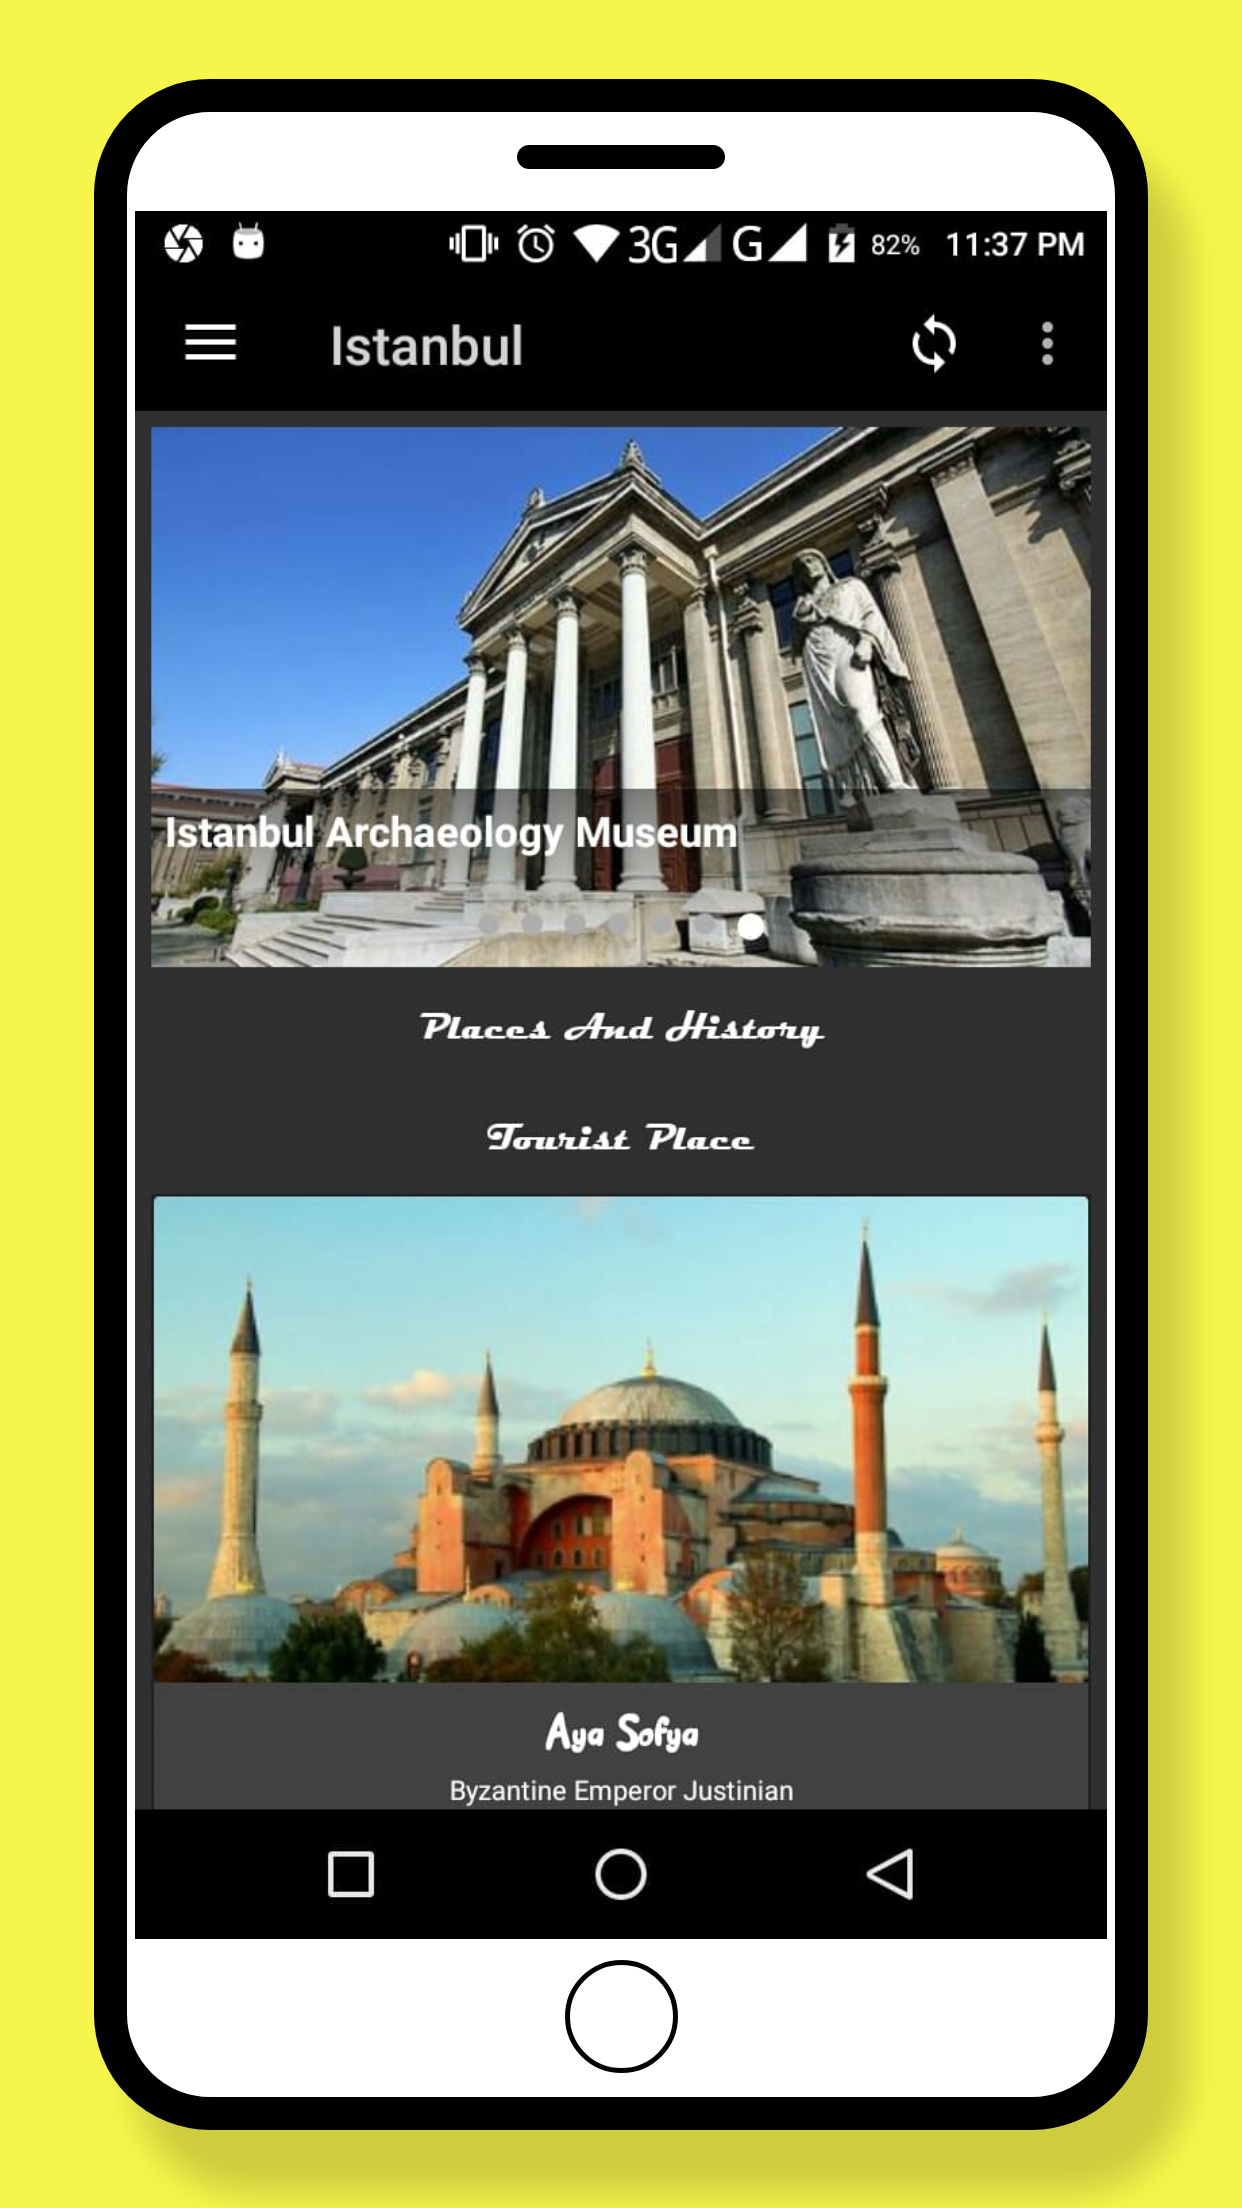 3G G 82% 11:37 PM
Istanbul
Istanbul Archaeology Museum
Places And History
Tourist Place
Aya Sofya
Byzantine Emperor Justinian